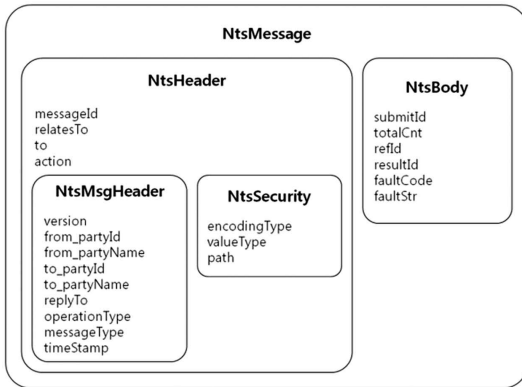 NtsMessage
NtsHeader
messageId
relatesTo
to
action
NtsMsgHeader
version
from_partyId
from_partyName
to_partyId
to_partyName
replyTo
operationType
messageType
timeStamp
NtsSecurity
encodingType
valueType
path
NtsBody
submitId
totalCnt
refId
resultId
faultCode
faultStr